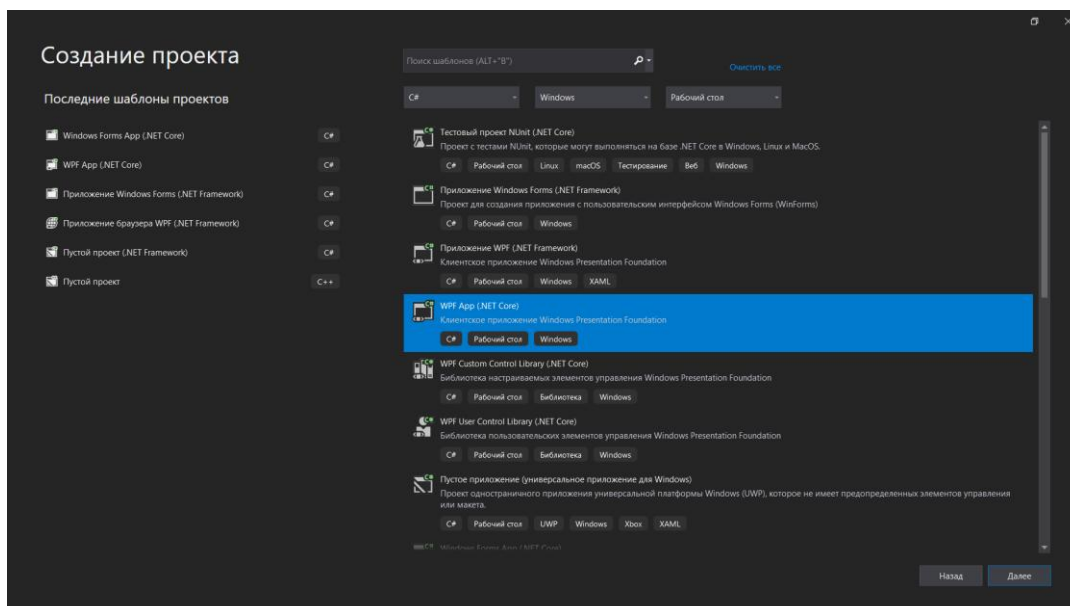 Создание проекта
Поиск шаблонов (ALT+"В")
Очистить все
Последние шаблоны проектов
C# Windows Рабочий стол
Windows Forms App (.NET Core) C#
WPF App (.NET Core) C#
Приложение Windows Forms (.NET Framework) C#
Приложение браузера WPF (.NET Framework) C#
Пустой проект (.NET Framework) C#
Пустой проект C++
Тестовый проект NUnit (.NET Core)
Проект с тестами NUnit, которые могут выполняться на базе .NET Core в Windows, Linux и MacOS.
C# Рабочий стол Linux macOS Тестирование Веб Windows
Приложение Windows Forms (.NET Framework)
Проект для создания приложения с пользовательским интерфейсом Windows Forms (WinForms)
C# Рабочий стол Windows
Приложение WPF (.NET Framework)
Клиентское приложение Windows Presentation Foundation
C# Рабочий стол Windows XAML
WPF App (.NET Core)
Клиентское приложение Windows Presentation Foundation
C# Рабочий стол Windows
WPF Custom Control Library (.NET Core)
Библиотека настраиваемых элементов управления Windows Presentation Foundation
C# Рабочий стол Библиотека Windows
WPF User Control Library (.NET Core)
Библиотека пользовательских элементов управления Windows Presentation Foundation
C# Рабочий стол Библиотека Windows
Пустое приложение (универсальное приложение для Windows)
Проект одностраничного приложения универсальной платформы Windows (UWP), которое не имеет предопределенных элементов управления
или макета.
C# Рабочий стол UWP Windows Xbox XAML
Windows Forms App (.NET Core)
Назад Далее